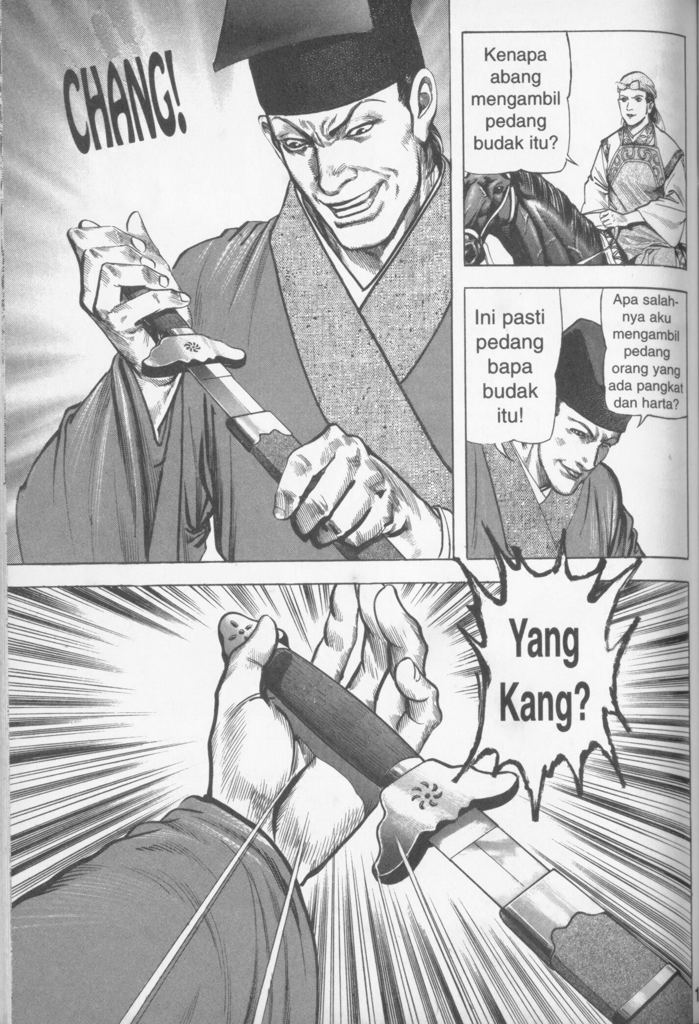 Kenapa
abang
mengambil
pedang
budak itu?
Apa salah-
nya aku
mengambil
pedang
orang yang
ada pangkat
dan harta?
Ini pasti
pedang
bapa
budak
itu!
CHANG!
Yang
Kang?